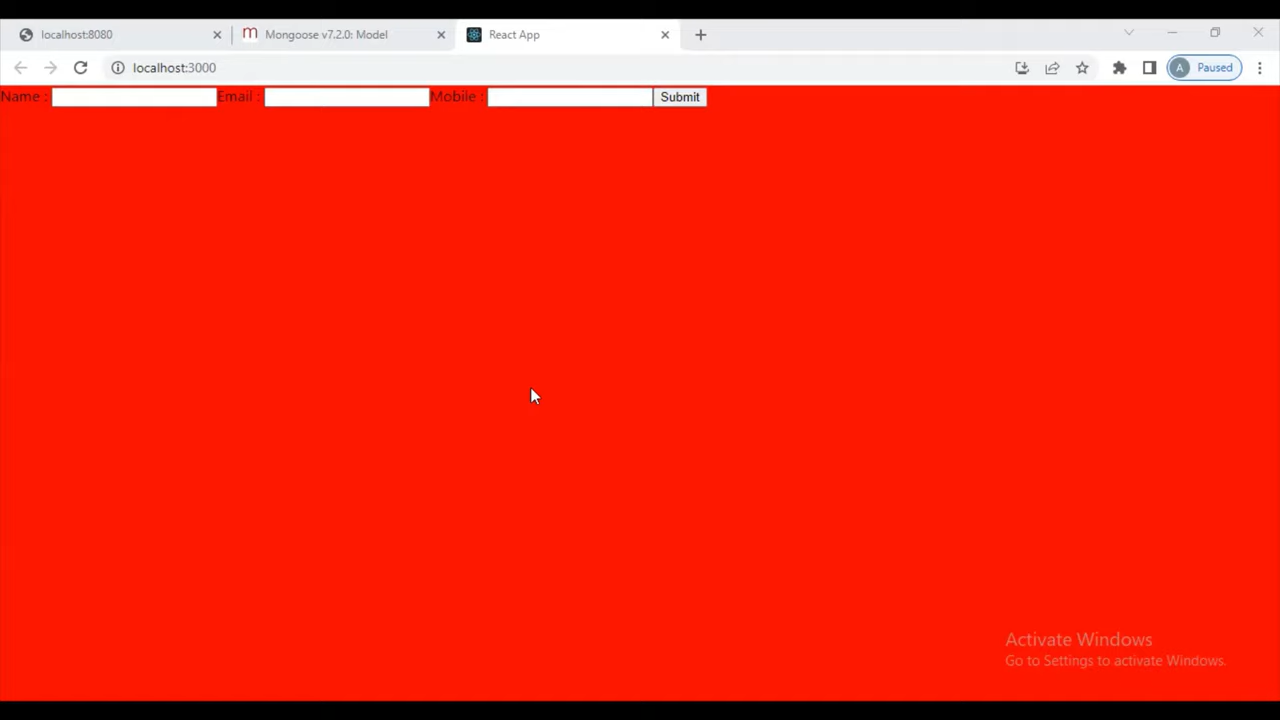 localhost:8080
m Mongoose v7.2.0: Model
React App
localhost:3000
A Paused
Name : Email : Mobile : Submit
Activate Windows
Go to Settings to activate Windows.